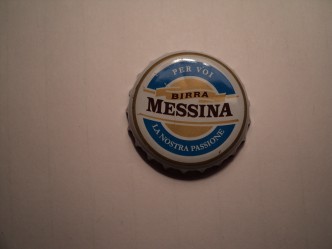 PER VOI
BIRRA
MESSINA
LA NOSTRA PASSIONE